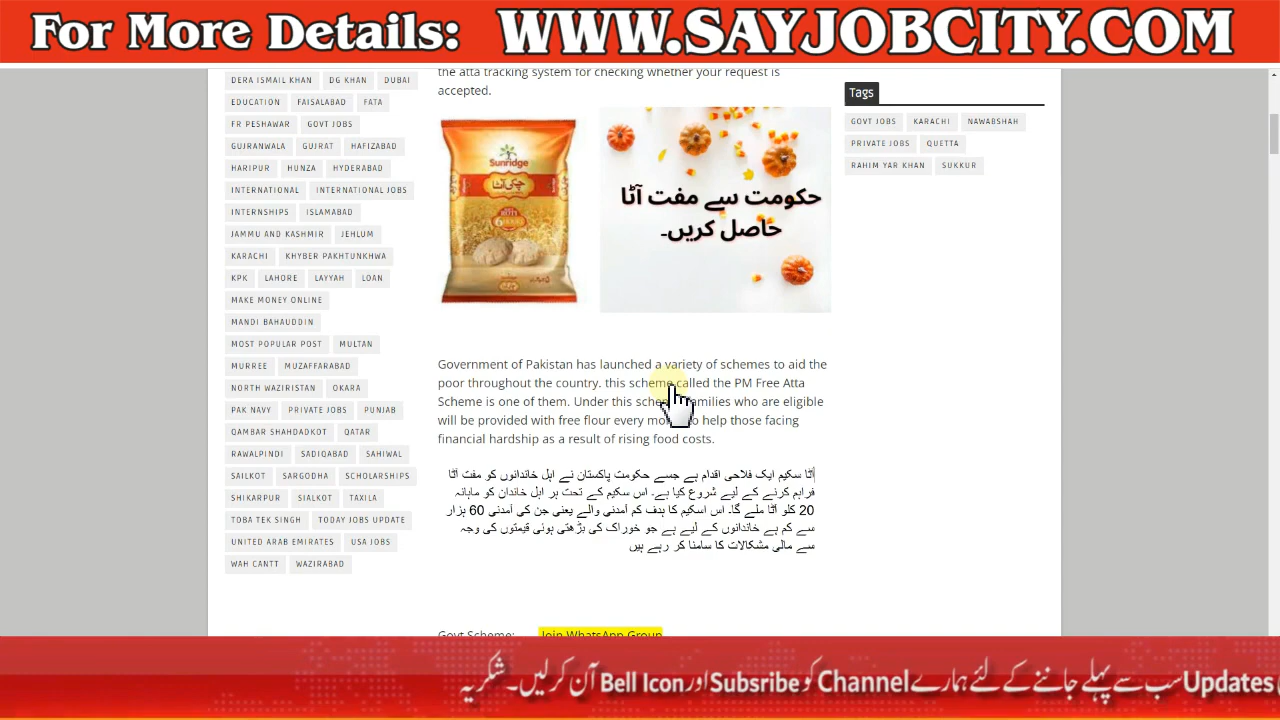 For More Details: WWW.SAYJOBCITY.COM
DERA ISMAIL KHAN DG KHAN DUBAI
EDUCATION FAISALABAD FATA
FR PESHAWAR GOVT JOBS
GUJRANWALA GUJRAT HAFIZABAD
HARIPUR HUNZA HYDERABAD
INTERNATIONAL INTERNATIONAL JOBS
INTERNSHIPS ISLAMABAD
JAMMU AND KASHMIR JEHLUM
KARACHI KHYBER PAKHTUNKHWA
KPK LAHORE LAYYAH LOAN
MAKE MONEY ONLINE
MANDI BAHAUDDIN
MOST POPULAR POST MULTAN
MURREE MUZAFFARABAD
NORTH WAZIRISTAN OKARA
PAK NAVY PRIVATE JOBS PUNJAB
QAMBAR SHAHDADKOT QATAR
RAWALPINDI SADIQABAD SAHIWAL
SAILKOT SARGODHA SCHOLARSHIPS
SHIKARPUR SIALKOT TAXILA
TOBA TEK SINGH TODAY JOBS UPDATE
UNITED ARAB EMIRATES USA JOBS
WAH CANTT WAZIRABAD
the atta tracking system for checking whether your request is
accepted.
Sunridge
چکی آٹا
حکومت سے مفت آٹا
حاصل کریں۔
Government of Pakistan has launched a variety of schemes to aid the
poor throughout the country. this scheme called the PM Free Atta
Scheme is one of them. Under this families who are eligible
will be provided with free flour every to help those facing
financial hardship as a result of rising food costs.
آٹا سکیم ایک فلاحی اقدام ہے جسے حکومت پاکستان نے اہل خاندانوں کو مفت آٹا
فراہم کرنے کے لیے شروع کیا ہے۔ اس سکیم کے تحت ہر اہل خاندان کو ماہانہ
20 کلو آٹا ملے گا۔ اس اسکیم کا ہدف کم آمدنی والے یعنی جن کی آمدنی 60 ہزار
سے کم ہے خاندانوں کے لیے ہے جو خوراک کی بڑھتی ہوئی قیمتوں کی وجہ
سے مالی مشکلات کا سامنا کر رہے ہیں
Govt Scheme: Join WhatsApp Group
Tags
GOVT JOBS KARACHI NAWABSHAH
PRIVATE JOBS QUETTA
RAHIM YAR KHAN SUKKUR
Updates سب سے پہلے جاننے کے لئے ہمارے Channel کو Subsribe اور Bell Icon آن کرلیں۔ شکریہ